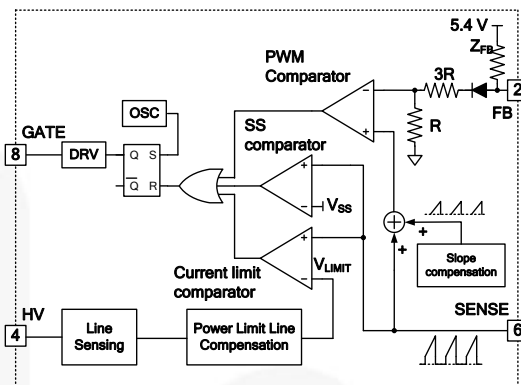 5.4 V
Z_FB
PWM
Comparator
3R
2
OSC
FB
SS
comparator
R
GATE
8
DRV
Q
S
Q
R
V_SS
Slope
compensation
Current limit
comparator
V_LIMIT
HV
SENSE
4
Line
Sensing
Power Limit Line
Compensation
6